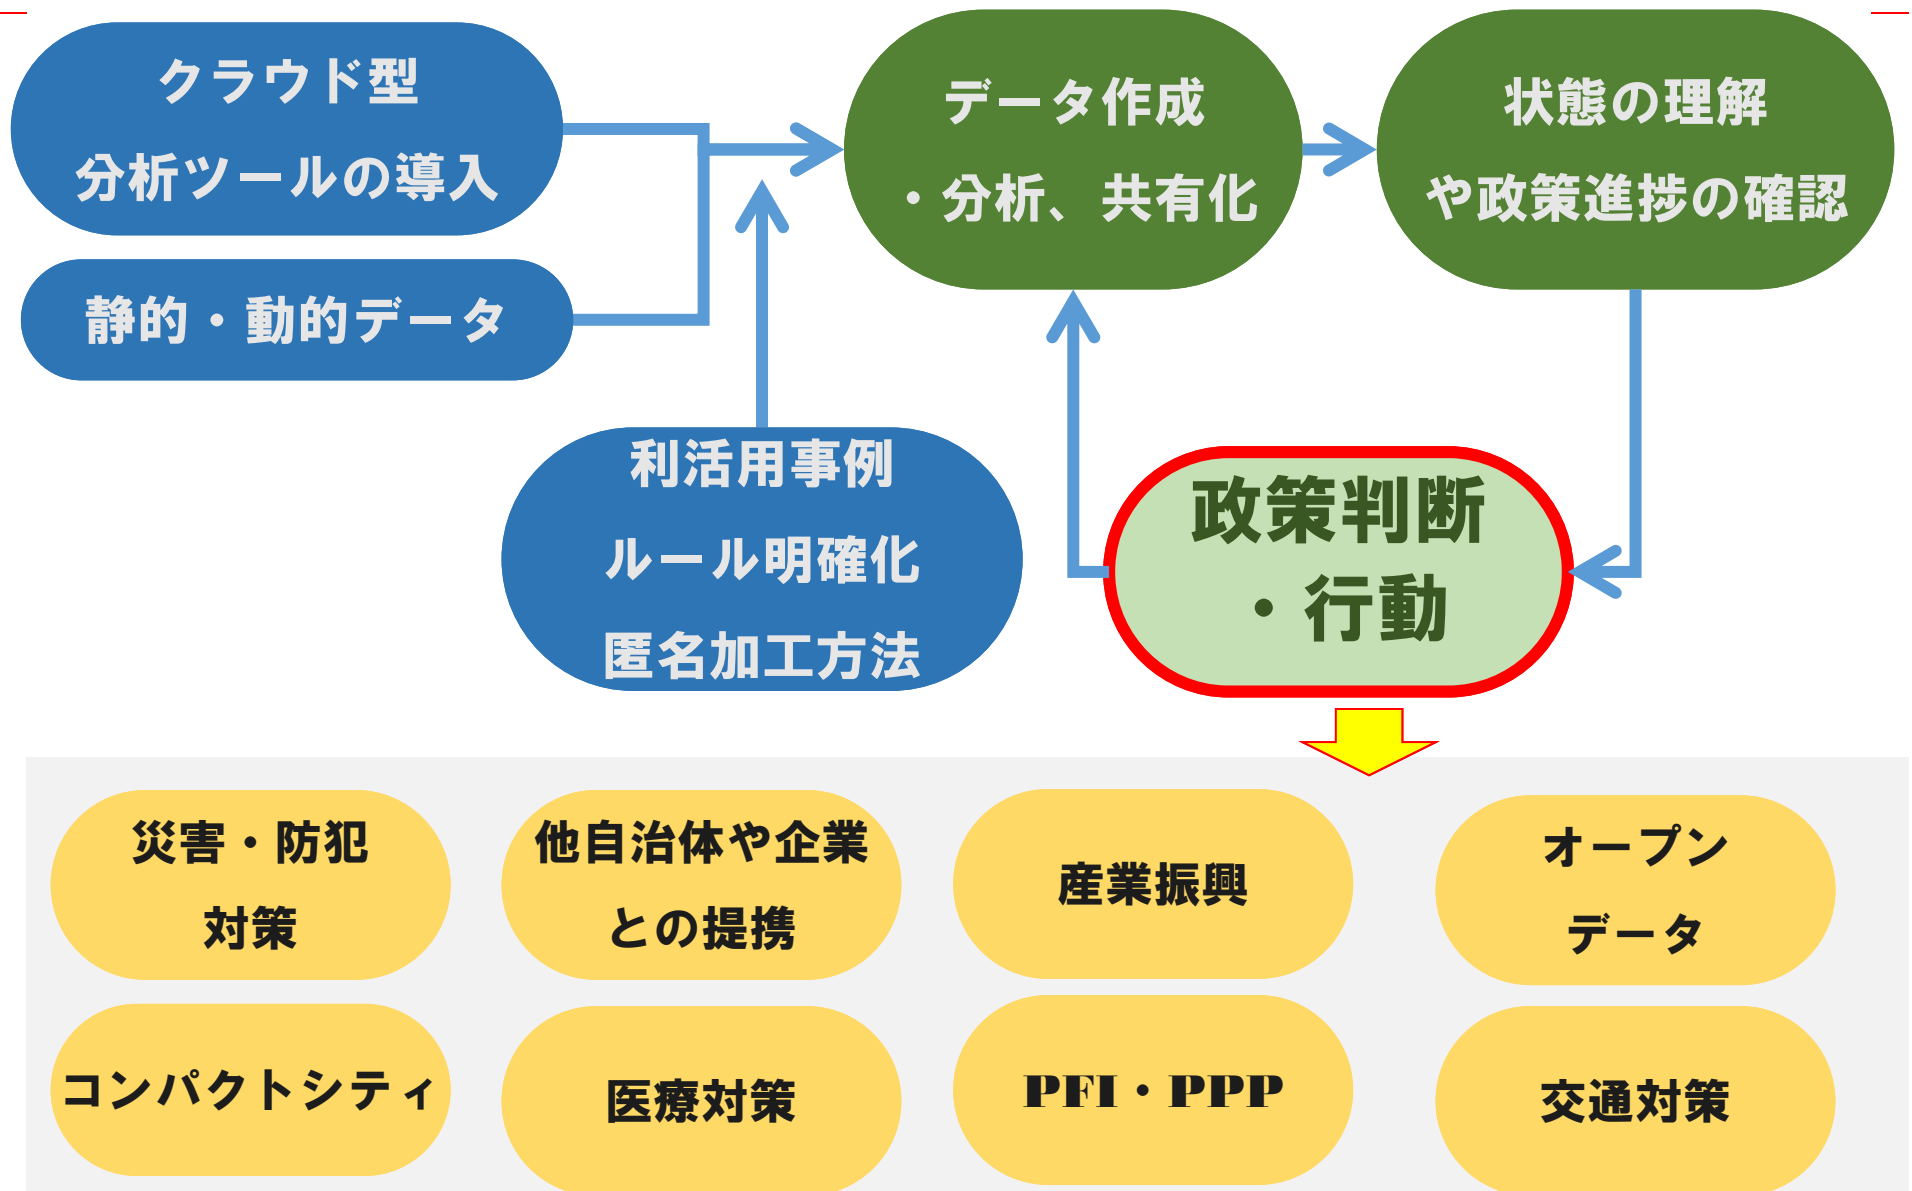 クラウド型
分析ツールの導入
静的・動的データ
データ作成
・分析、共有化
状態の理解
や政策進捗の確認
利活用事例
ルール明確化
匿名加工方法
政策判断
・行動
災害・防犯
対策
他自治体や企業
との提携
産業振興
オープン
データ
コンパクトシティ
医療対策
PFI・PPP
交通対策